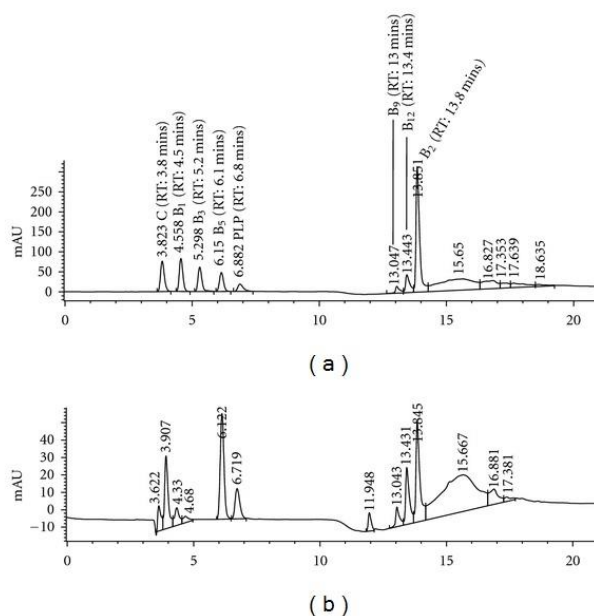 3.823 C (RT: 3.8 mins)
4.558 B₁ (RT: 4.5 mins)
5.298 B₃ (RT: 5.2 mins)
6.15 B₅ (RT: 6.1 mins)
6.882 PLP (RT: 6.8 mins)
B₉ (RT: 13 mins)
13.047
B₁₂ (RT: 13.4 mins)
13.443
B₂ (RT: 13.8 mins)
13.851
15.65
16.827
17.353
17.639
18.635
mAU
250
200
150
100
50
0
0 5 10 15 20
(a)
3.622
3.907
4.33
4.68
6.122
6.719
11.948
13.043
13.431
13.845
15.667
16.881
17.381
mAU
40
30
20
10
0
−10
0 5 10 15 20
(b)